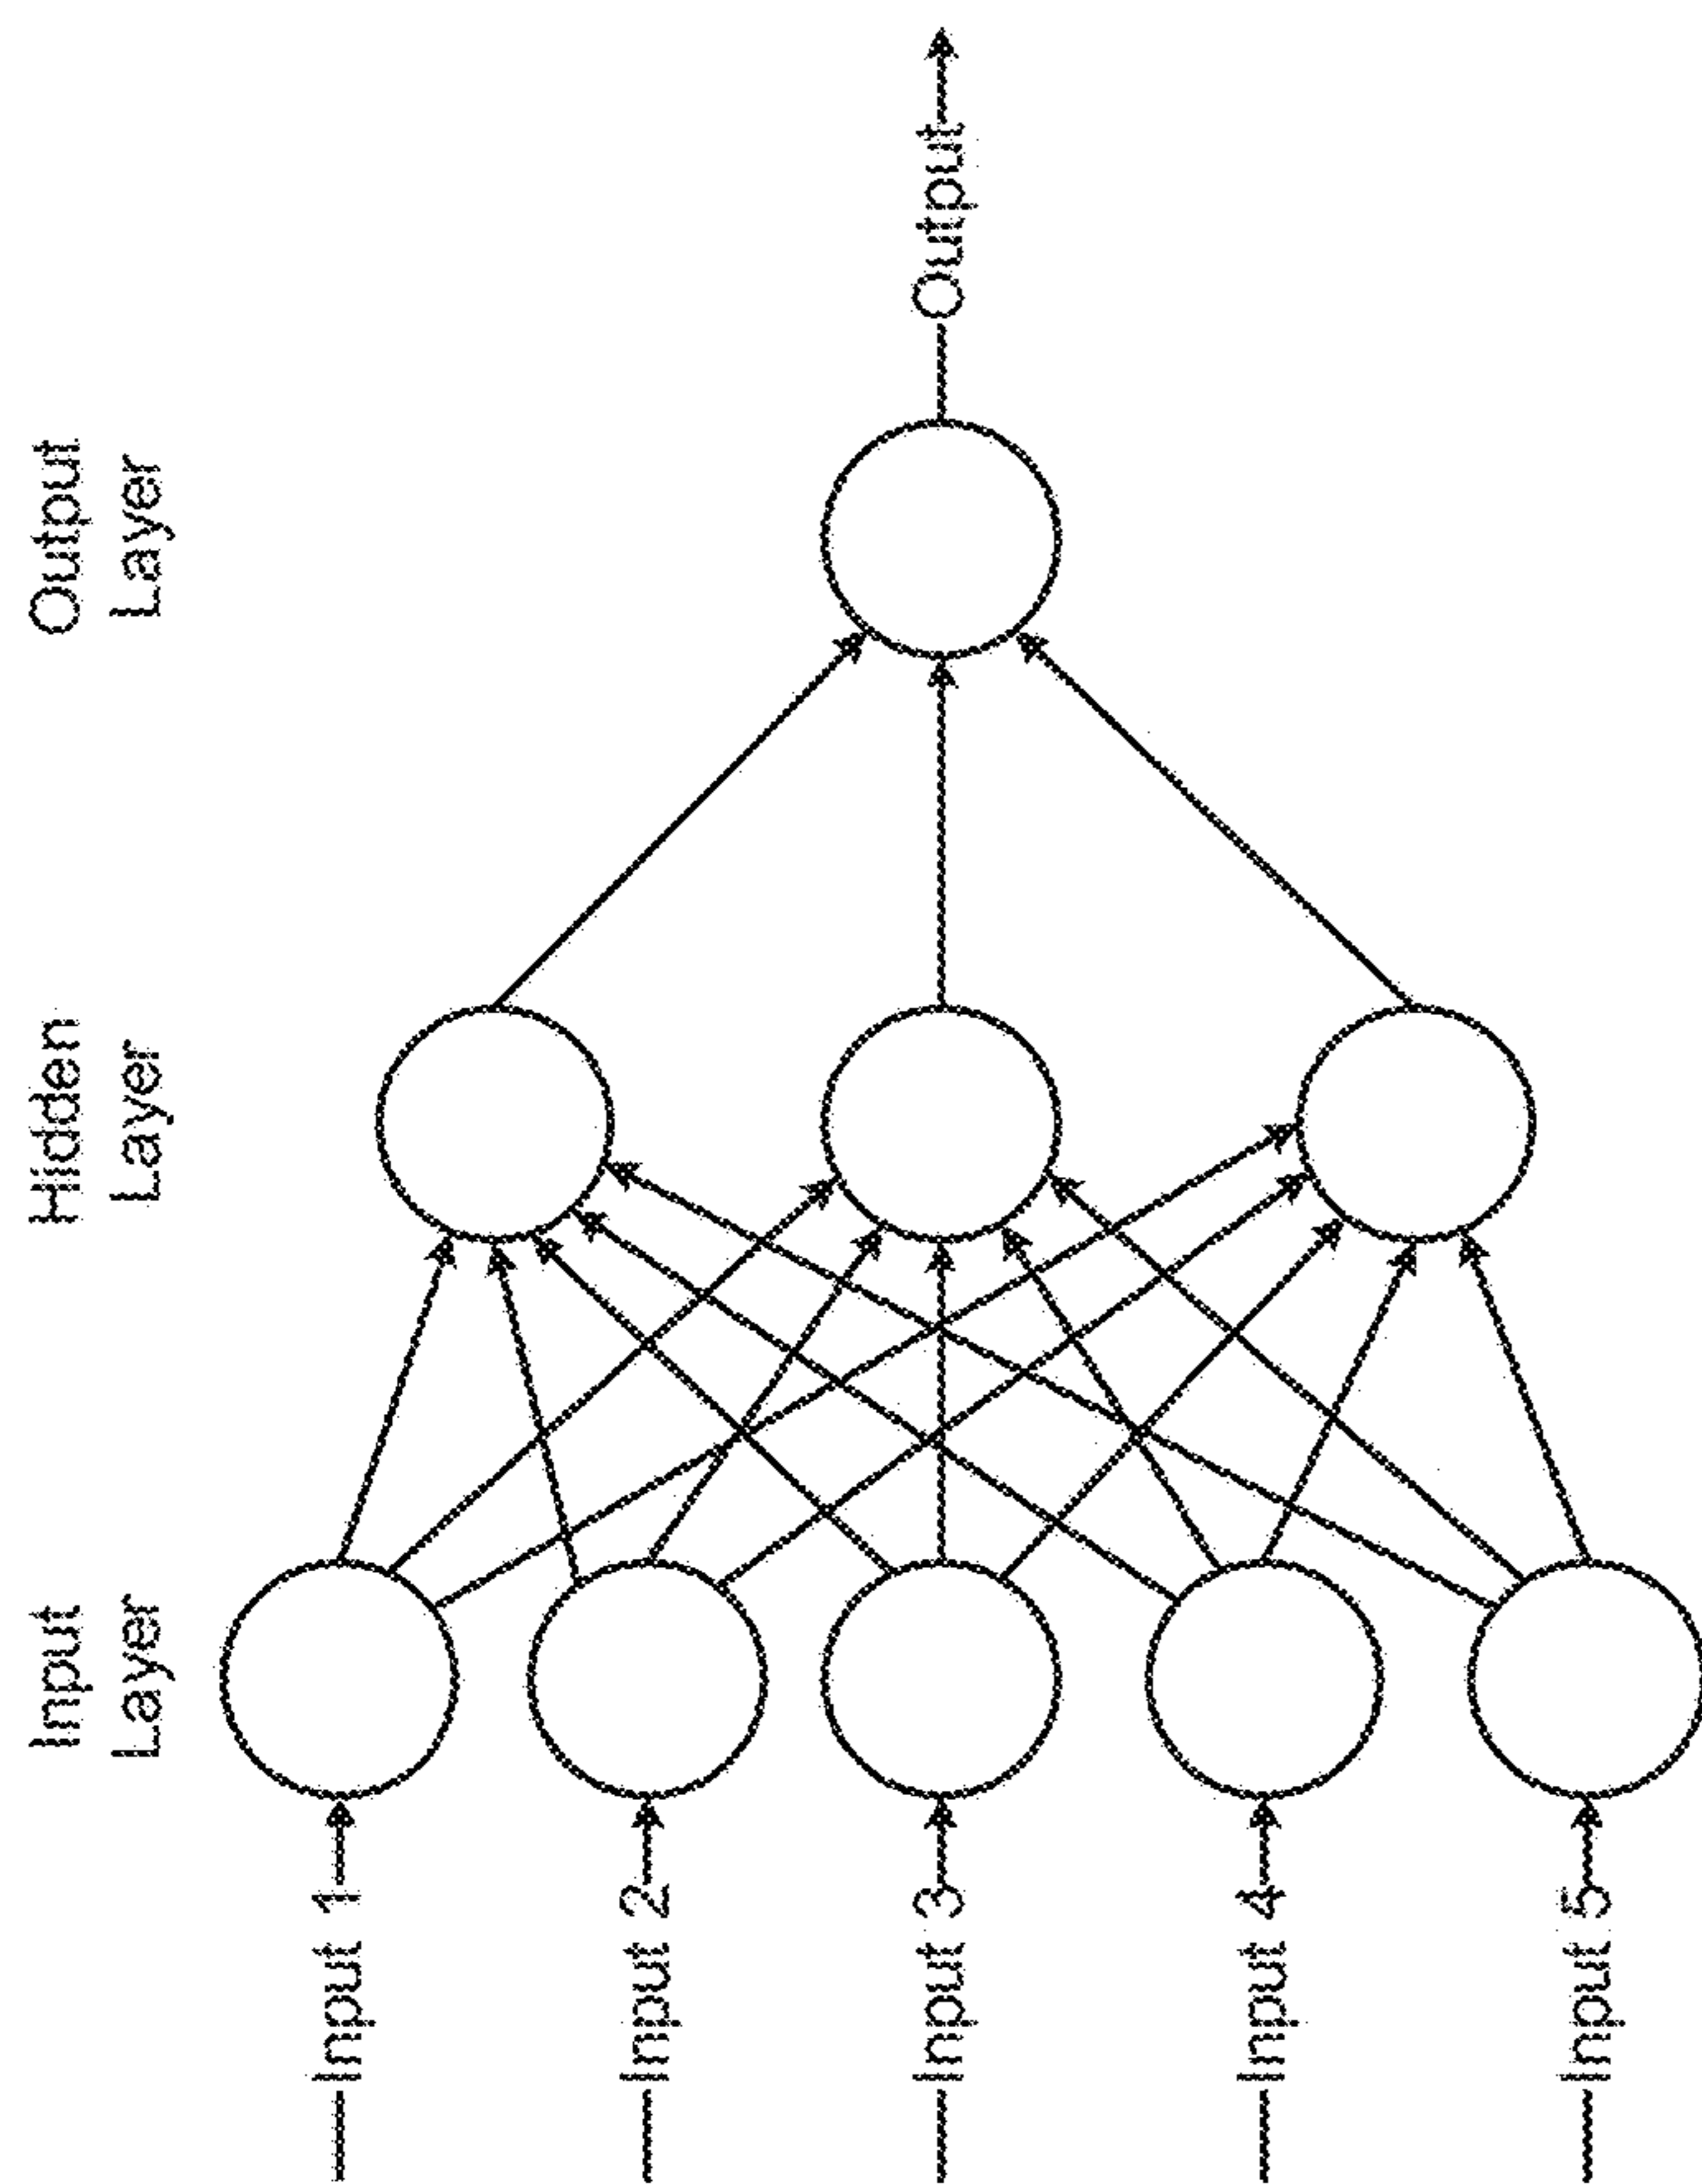 Input
Layer
Hidden
Layer
Output
Layer
Input 1
Input 2
Input 3
Input 4
Input 5
Output